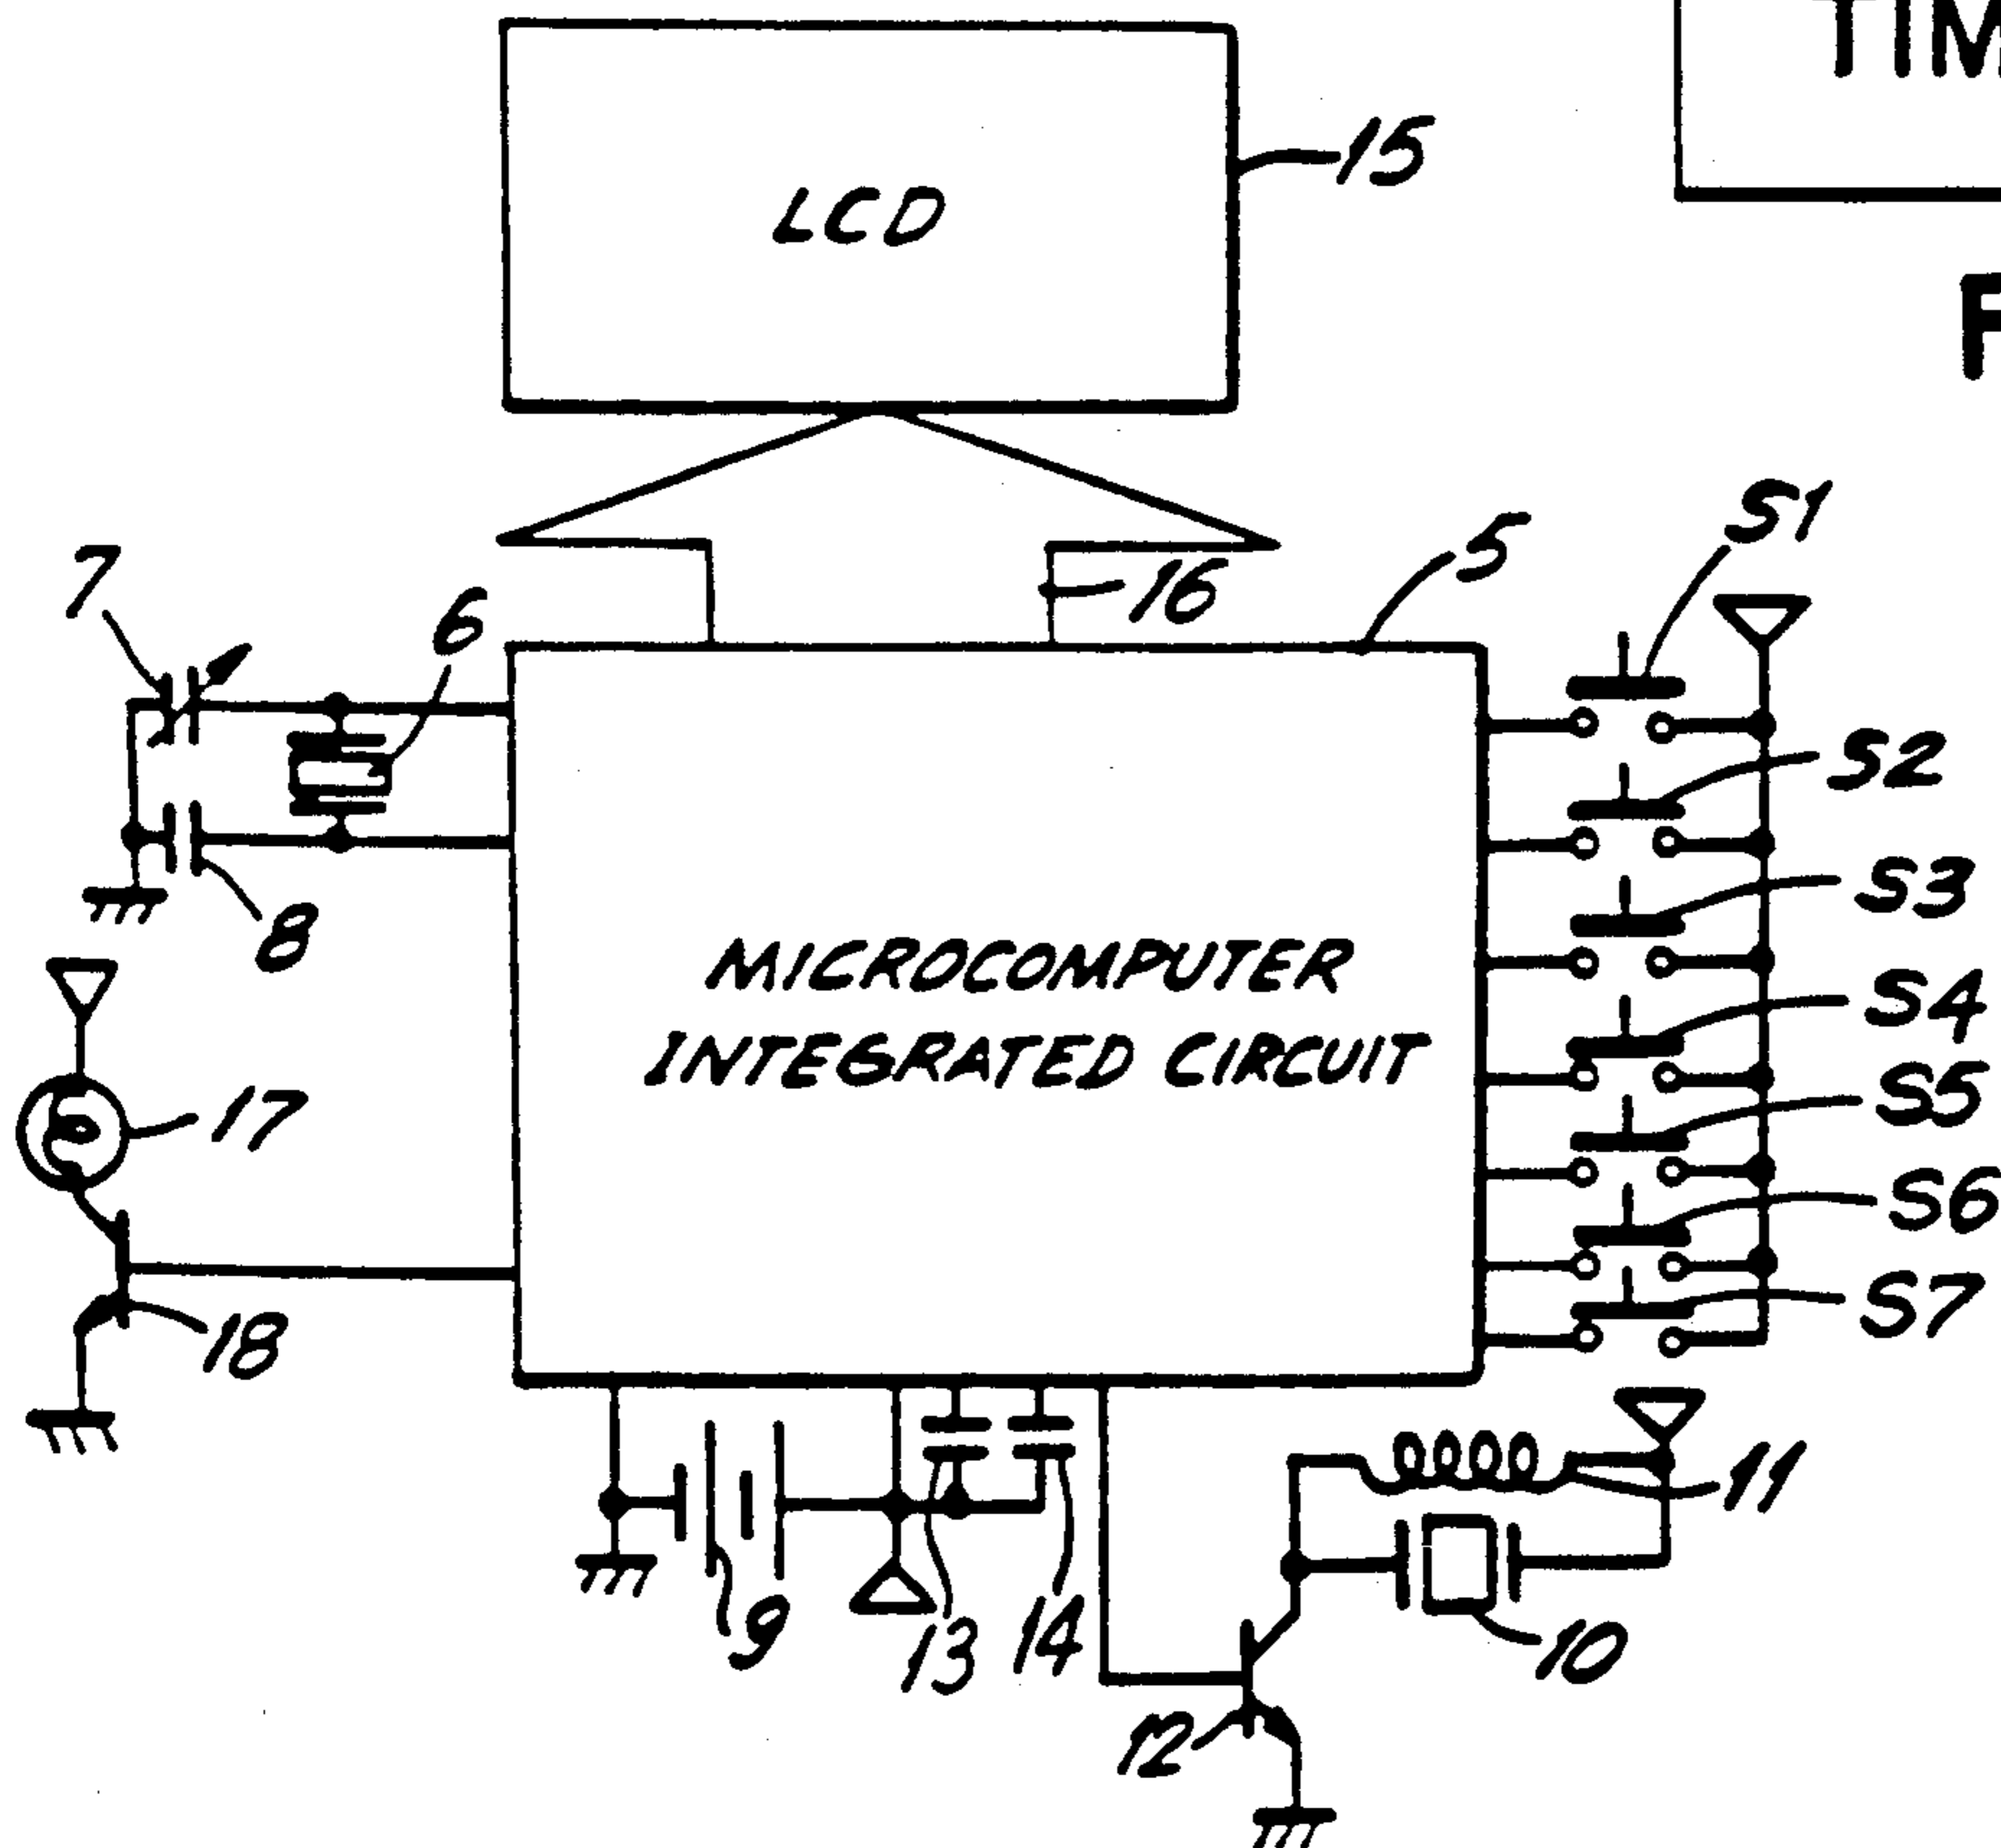 TIM
F
LCD
15
16
5
S1
7
6
S2
S3
8
MICROCOMPUTER
INTEGRATED CIRCUIT
S4
S5
17
S6
S7
18
11
9
13
14
10
12